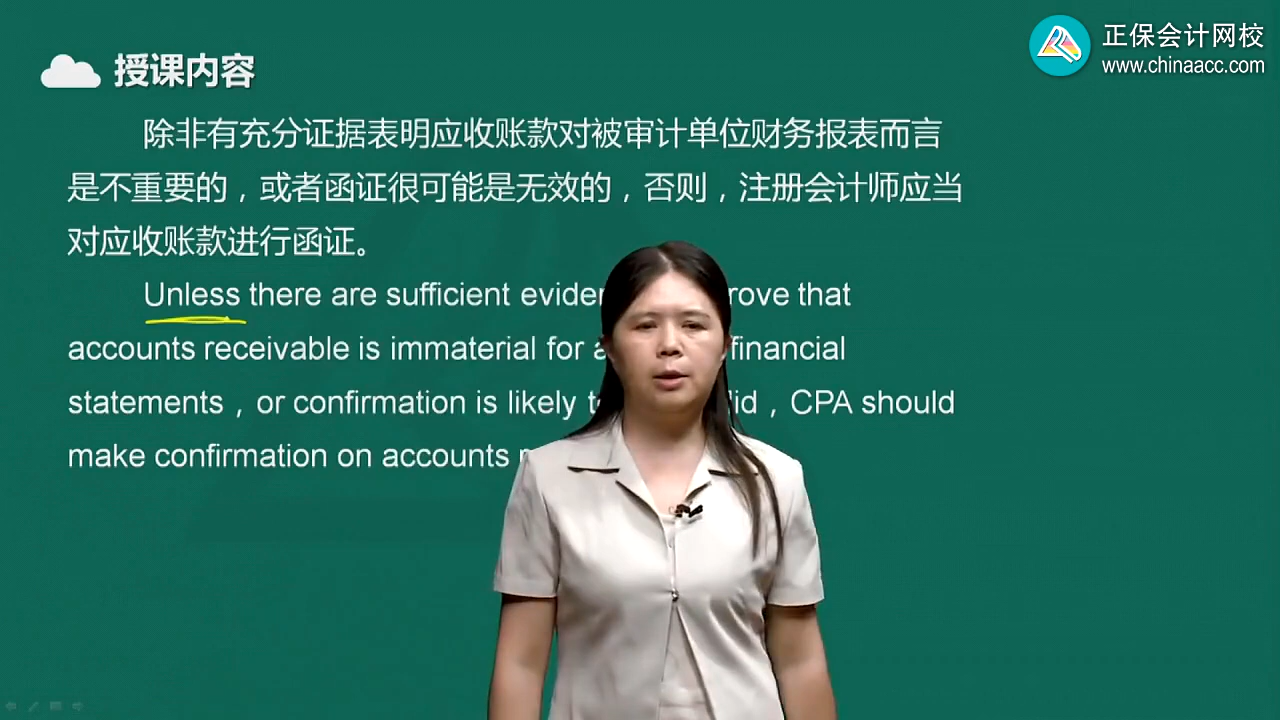 正保会计网校
www.chinaacc.com
授课内容
除非有充分证据表明应收账款对被审计单位财务报表而言
是不重要的，或者函证很可能是无效的，否则，注册会计师应当
对应收账款进行函证。
Unless there are sufficient that
accounts receivable is immaterial for financial
statements，or confirmation is likely ，CPA should
make confirmation on accounts